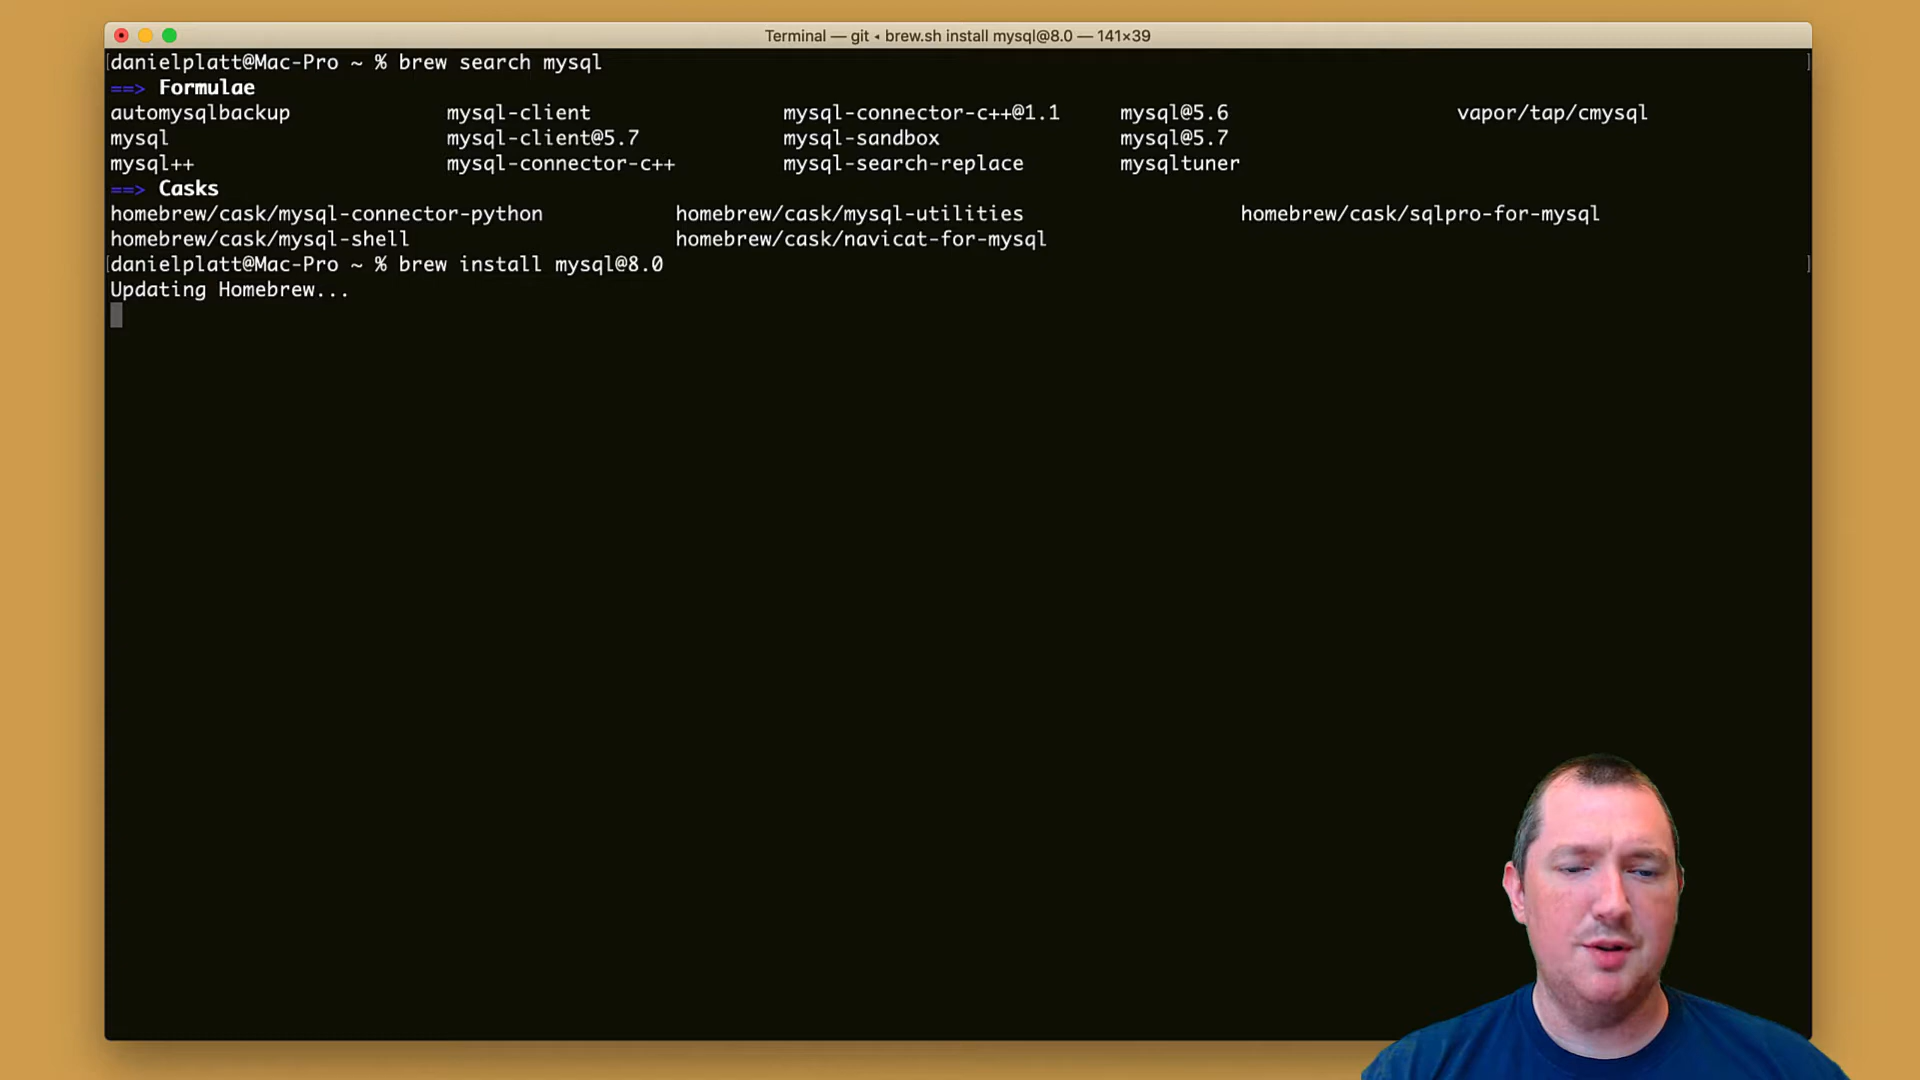 Terminal — git ◂ brew.sh install mysql@8.0 — 141×39
danielplatt@Mac-Pro ~ % brew search mysql
==> Formulae
automysqlbackup mysql-client mysql-connector-c++@1.1 mysql@5.6 vapor/tap/cmysql
mysql mysql-client@5.7 mysql-sandbox mysql@5.7
mysql++ mysql-connector-c++ mysql-search-replace mysqltuner
==> Casks
homebrew/cask/mysql-connector-python homebrew/cask/mysql-utilities homebrew/cask/sqlpro-for-mysql
homebrew/cask/mysql-shell homebrew/cask/navicat-for-mysql
danielplatt@Mac-Pro ~ % brew install mysql@8.0
Updating Homebrew...